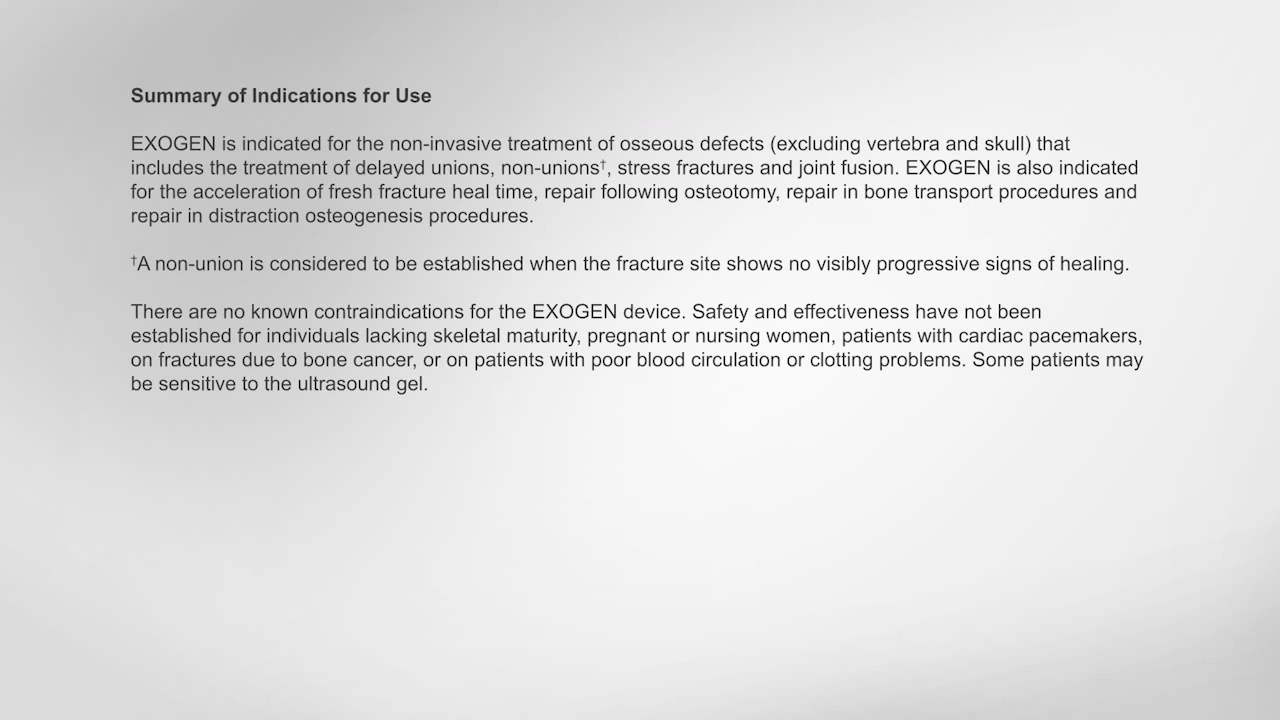 Summary of Indications for Use
EXOGEN is indicated for the non-invasive treatment of osseous defects (excluding vertebra and skull) that
includes the treatment of delayed unions, non-unions†, stress fractures and joint fusion. EXOGEN is also indicated
for the acceleration of fresh fracture heal time, repair following osteotomy, repair in bone transport procedures and
repair in distraction osteogenesis procedures.
†A non-union is considered to be established when the fracture site shows no visibly progressive signs of healing.
There are no known contraindications for the EXOGEN device. Safety and effectiveness have not been
established for individuals lacking skeletal maturity, pregnant or nursing women, patients with cardiac pacemakers,
on fractures due to bone cancer, or on patients with poor blood circulation or clotting problems. Some patients may
be sensitive to the ultrasound gel.